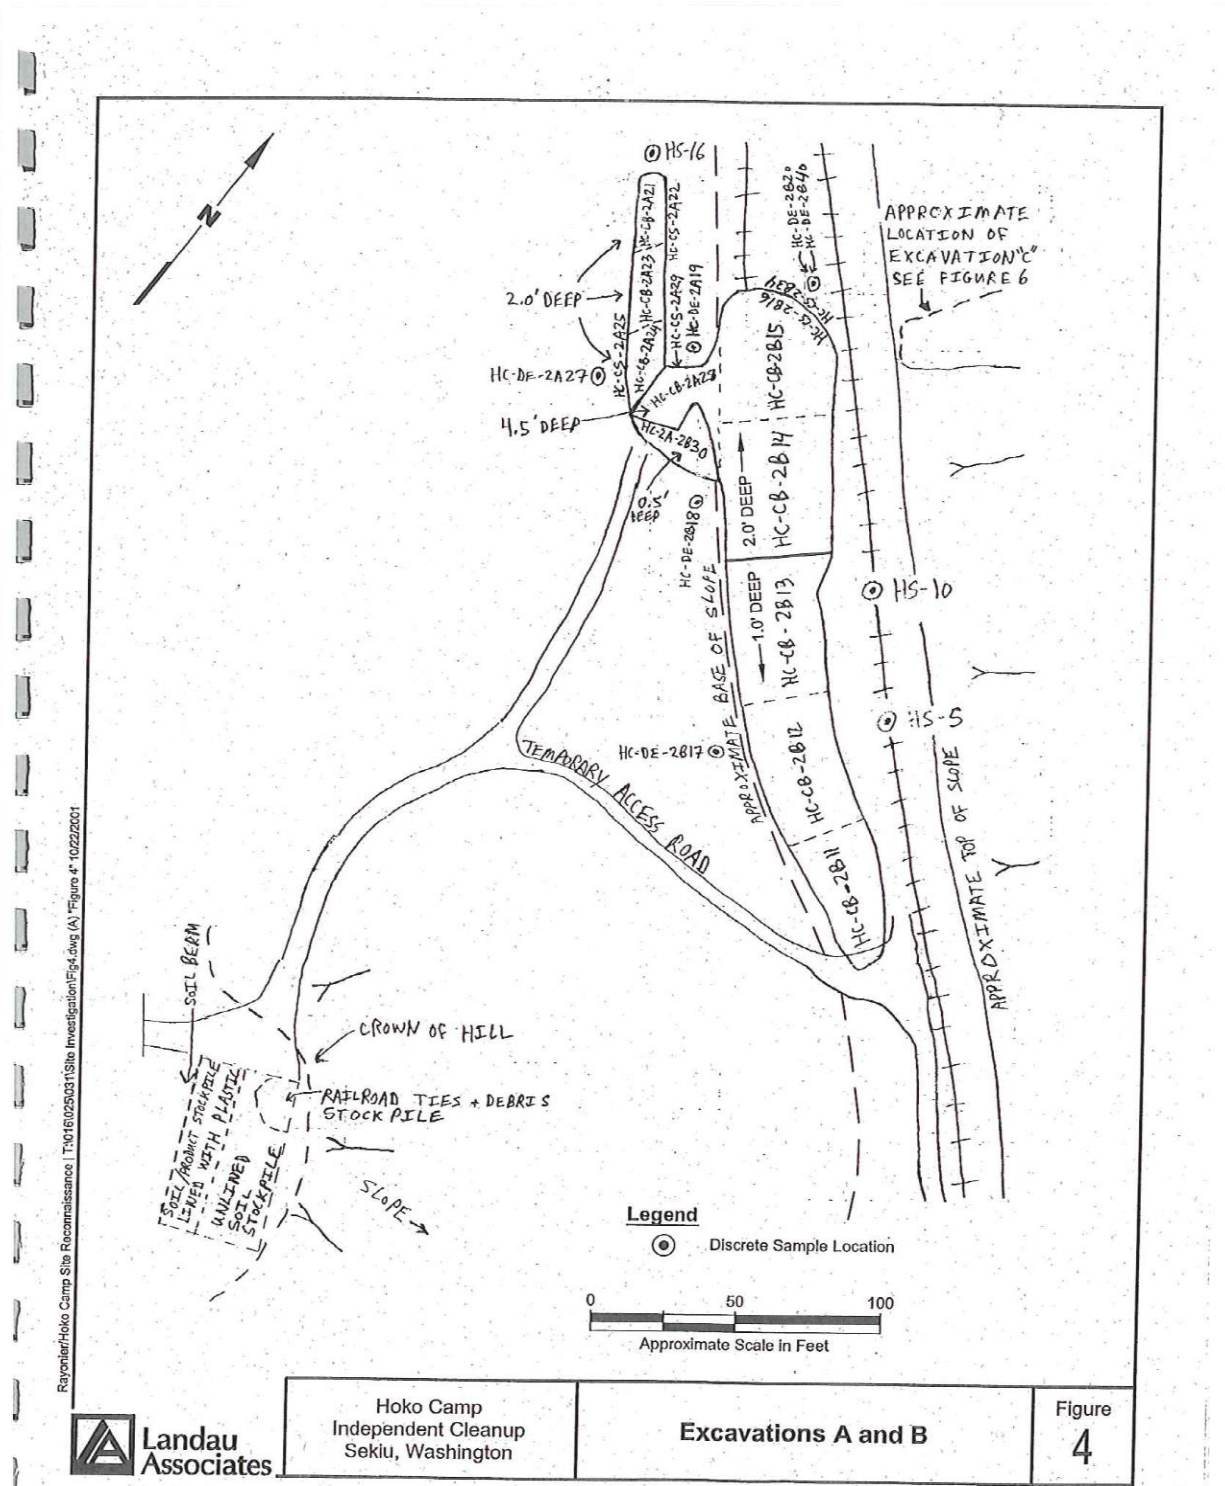 HS-16
HC-CB-2A21
HC-CS-2A22
HC-CB-2A23
HC-CS-2A29
HC-DE-2A19
HC-CS-2A25
HC-CB-2A24
HC-DE-2B20
HC-DE-2B40
HC-CS-2B34
HC-CS-2B16
APPROXIMATE
LOCATION OF
EXCAVATION "C"
SEE FIGURE 6
N
2.0' DEEP
HC-DE-2A27
4.5' DEEP
HC-2A-2B30
0.5'
DEEP
HC-DE-2B18
HC-CB-2B15
HC-CB-2B14
2.0' DEEP
1.0' DEEP
HC-CB-2B13
HS-10
HS-5
HC-DE-2B17
HC-CB-2B12
HC-CB-2B11
APPROXIMATE BASE OF SLOPE
APPROXIMATE TOP OF SLOPE
TEMPORARY ACCESS ROAD
SOIL BERM
CROWN OF HILL
RAILROAD TIES + DEBRIS
STOCKPILE
SOIL/PRODUCT STOCKPILE
LINED WITH PLASTIC
UNLINED
SOIL
STOCKPILE
SLOPE
Legend
Discrete Sample Location
0 50 100
Approximate Scale in Feet
Rayonier/Hoko Camp Site Reconnaissance | T:\016\025\031\Site Investigation\Fig4.dwg (A) "Figure 4" 10/22/2001
Landau
Associates
Hoko Camp
Independent Cleanup
Sekiu, Washington
Excavations A and B
Figure
4